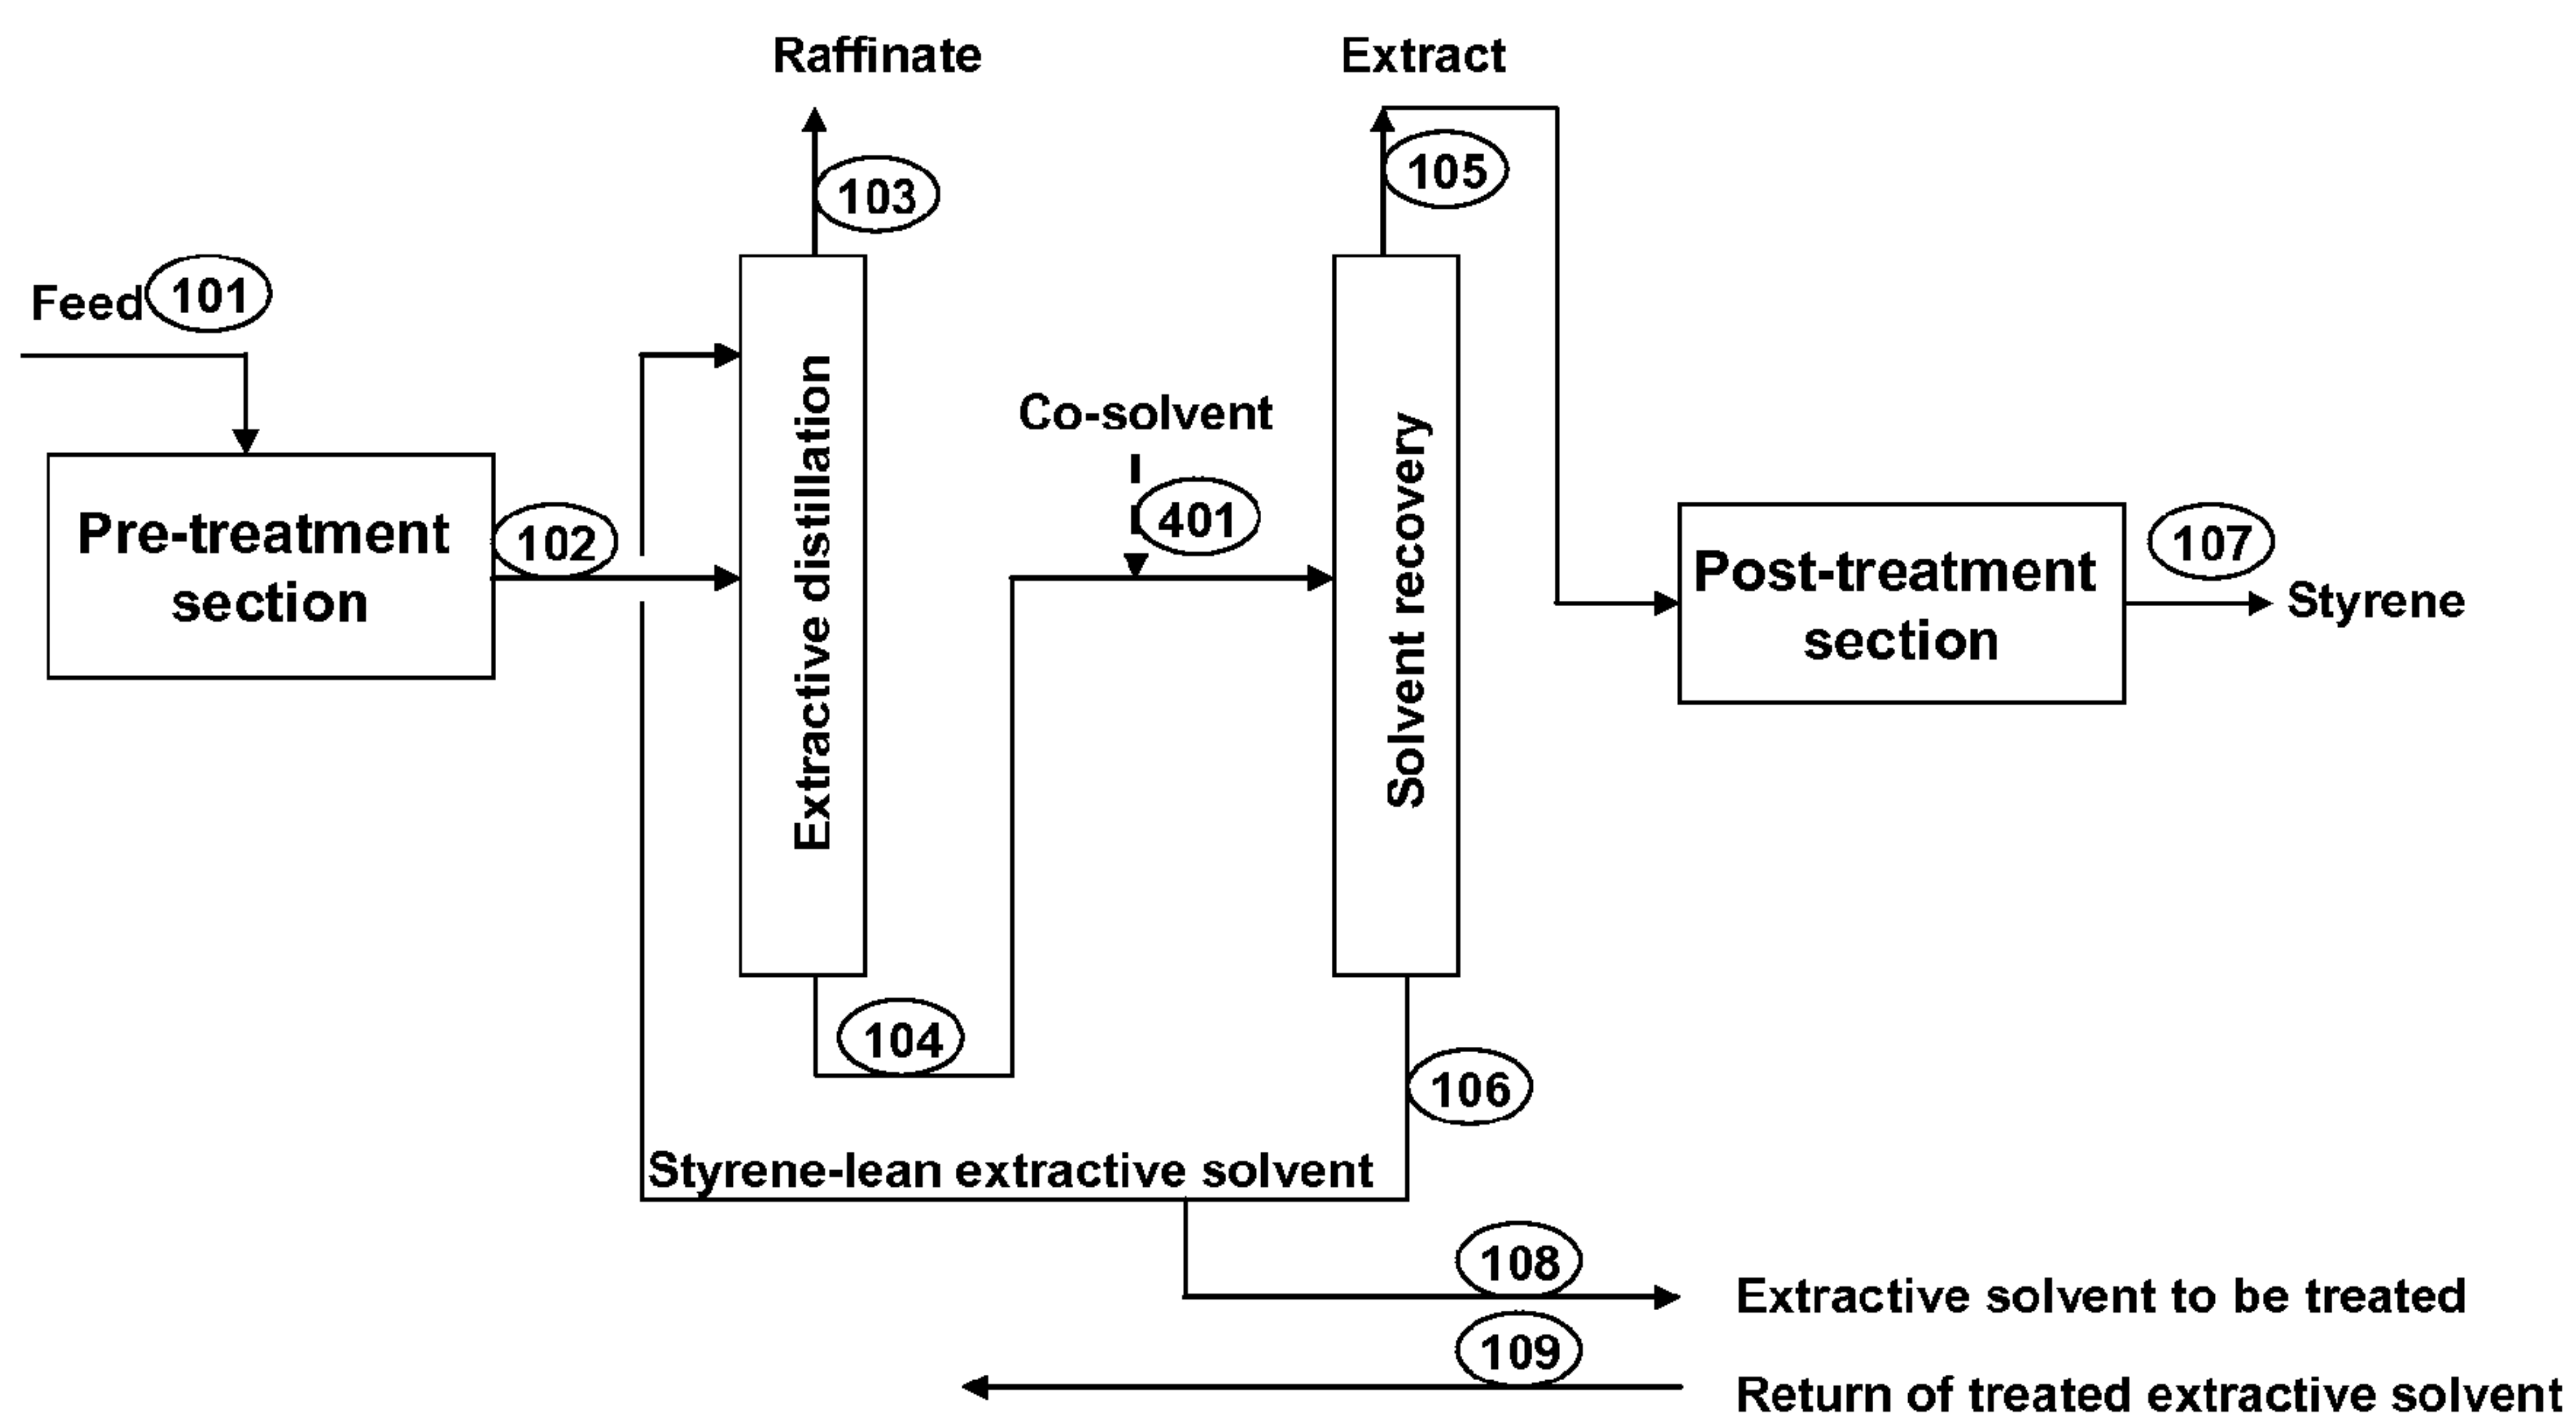 Raffinate
Extract
103
105
Feed 101
Co-solvent
401
Pre-treatment
section
102
Extractive distillation
Solvent recovery
Post-treatment
section
107
Styrene
104
106
Styrene-lean extractive solvent
108
Extractive solvent to be treated
109
Return of treated extractive solvent